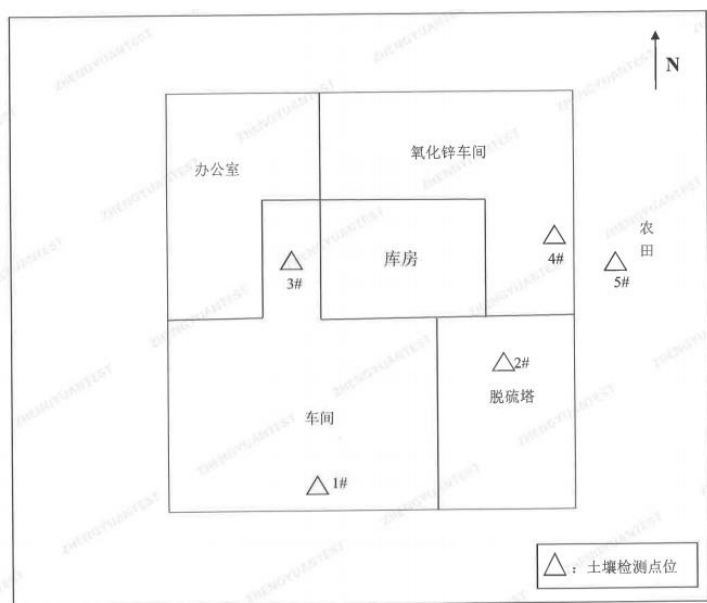 ZHENGYUANTEST
N
办公室
氧化锌车间
农
田
库房
3#
4#
5#
2#
脱硫塔
车间
1#
△：土壤检测点位